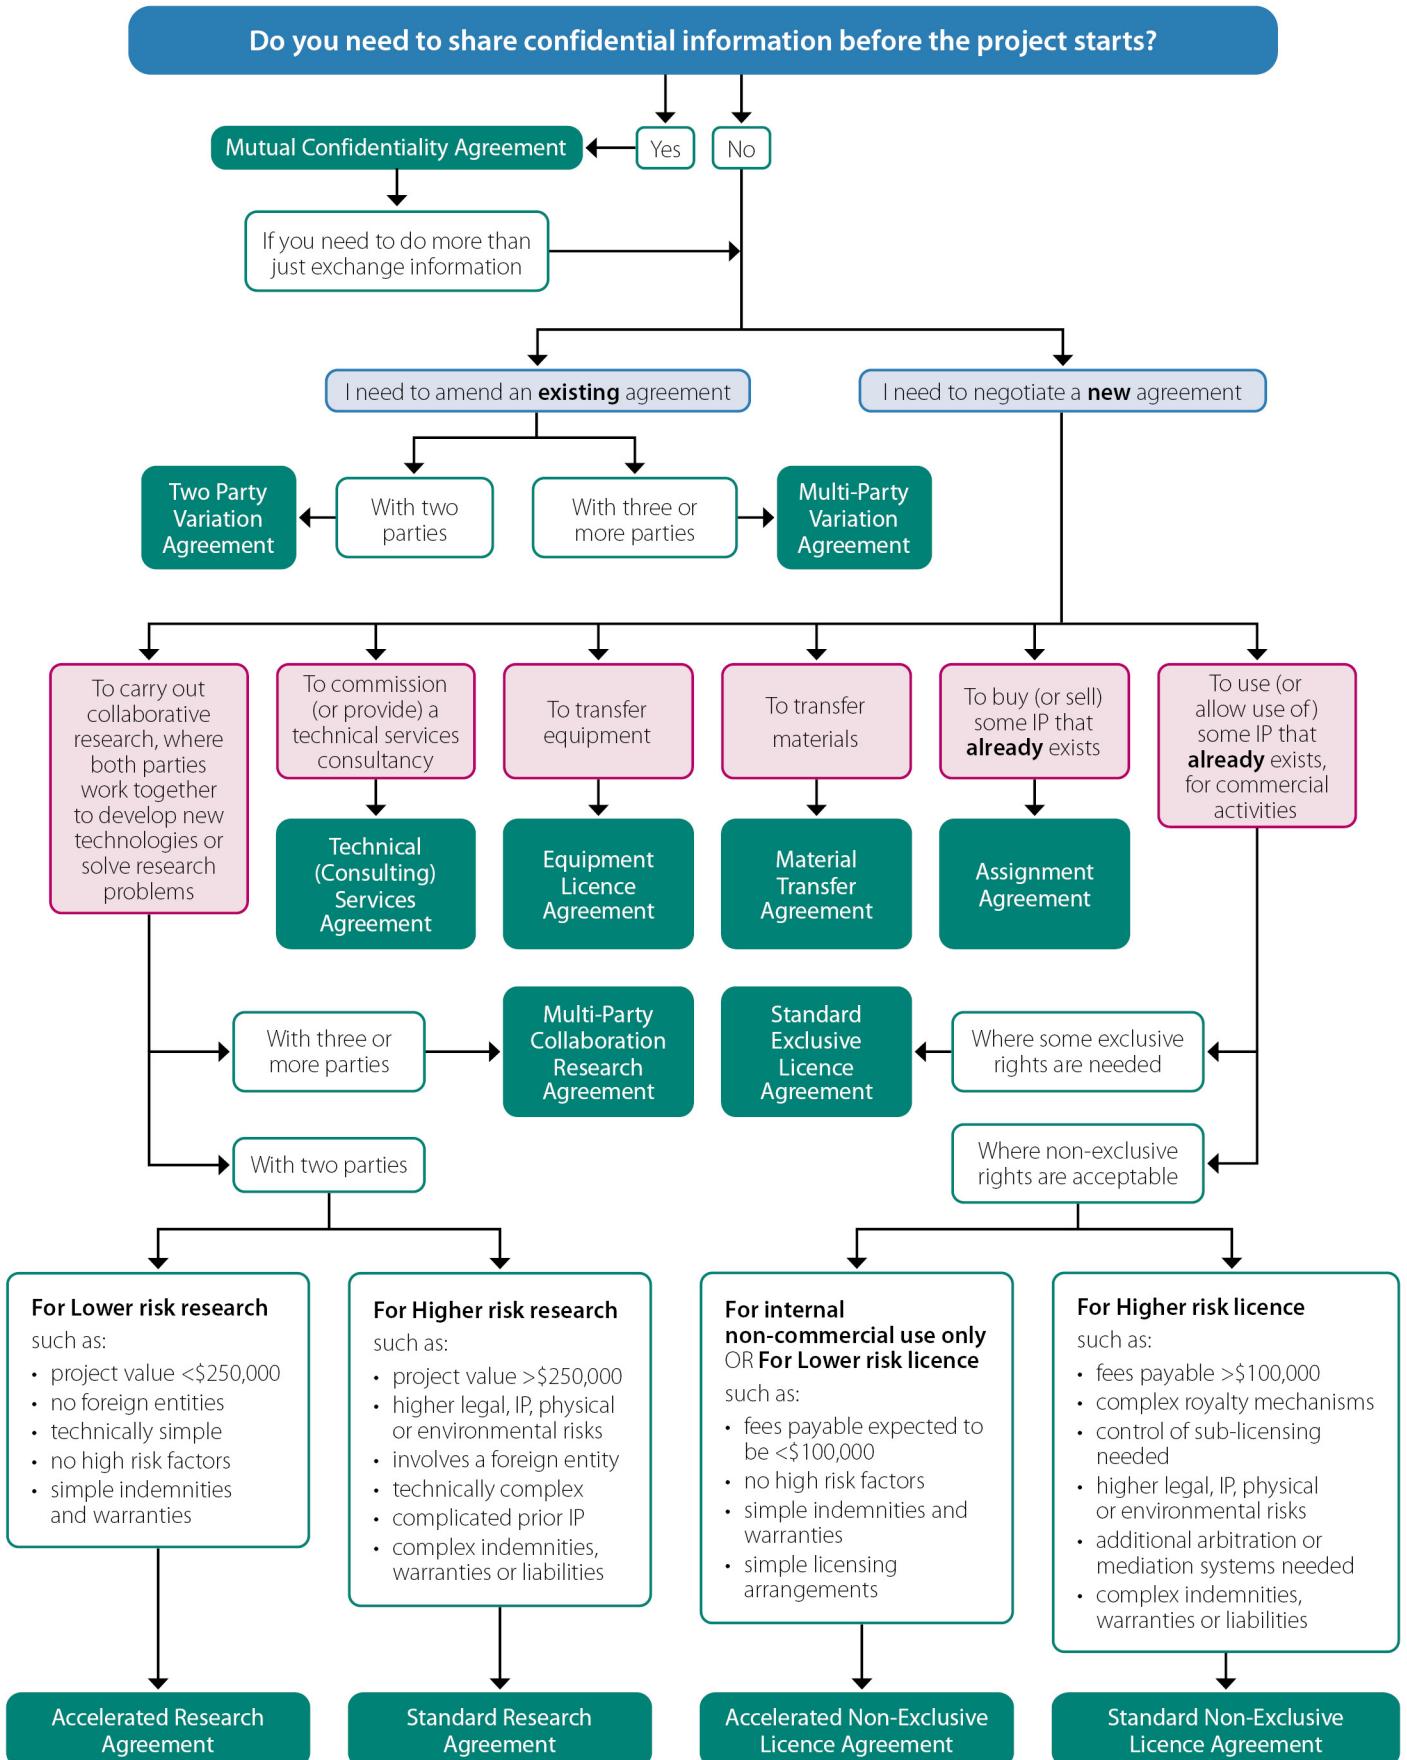 Do you need to share confidential information before the project starts?
Mutual Confidentiality Agreement
Yes
No
If you need to do more than
just exchange information
I need to amend an existing agreement
I need to negotiate a new agreement
Two Party
Variation
Agreement
With two
parties
With three or
more parties
Multi-Party
Variation
Agreement
To carry out
collaborative
research, where
both parties
work together
to develop new
technologies or
solve research
problems
To commission
(or provide) a
technical services
consultancy
To transfer
equipment
To transfer
materials
To buy (or sell)
some IP that
already exists
To use (or
allow use of)
some IP that
already exists,
for commercial
activities
Technical
(Consulting)
Services
Agreement
Equipment
Licence
Agreement
Material
Transfer
Agreement
Assignment
Agreement
With three or
more parties
Multi-Party
Collaboration
Research
Agreement
Standard
Exclusive
Licence
Agreement
Where some exclusive
rights are needed
With two parties
Where non-exclusive
rights are acceptable
For Lower risk research
such as:
• project value <$250,000
• no foreign entities
• technically simple
• no high risk factors
• simple indemnities
and warranties
For Higher risk research
such as:
• project value >$250,000
• higher legal, IP, physical
or environmental risks
• involves a foreign entity
• technically complex
• complicated prior IP
• complex indemnities,
warranties or liabilities
For internal
non-commercial use only
OR For Lower risk licence
such as:
• fees payable expected to
be <$100,000
• no high risk factors
• simple indemnities and
warranties
• simple licensing
arrangements
For Higher risk licence
such as:
• fees payable >$100,000
• complex royalty mechanisms
• control of sub-licensing
needed
• higher legal, IP, physical
or environmental risks
• additional arbitration or
mediation systems needed
• complex indemnities,
warranties or liabilities
Accelerated Research
Agreement
Standard Research
Agreement
Accelerated Non-Exclusive
Licence Agreement
Standard Non-Exclusive
Licence Agreement